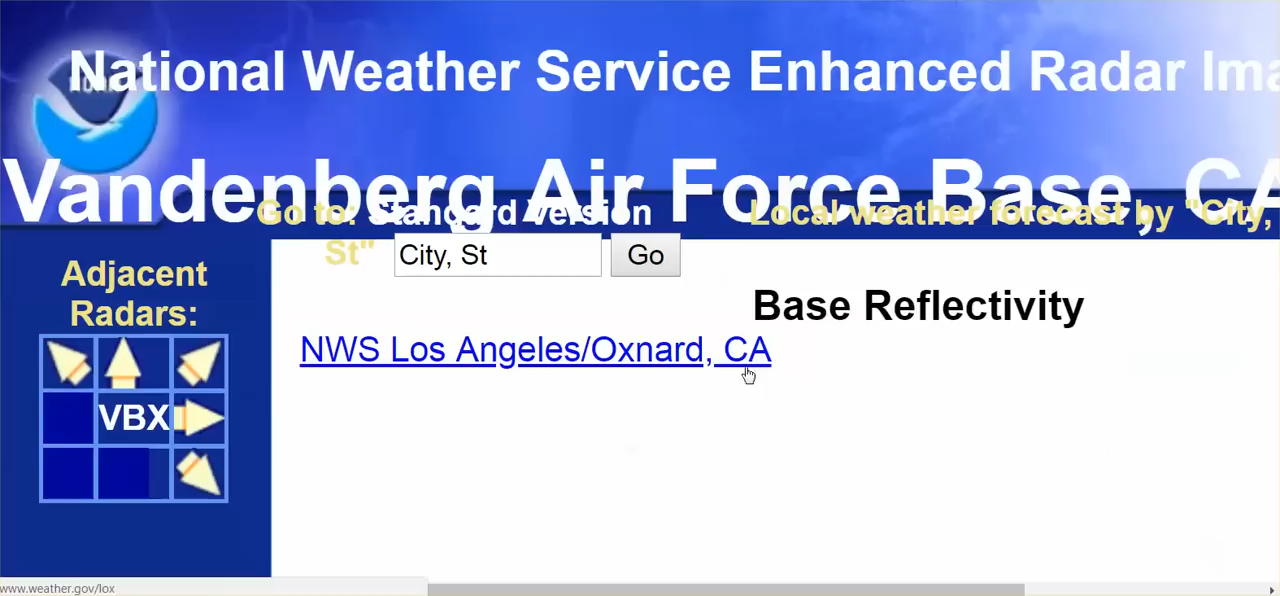 National Weather Service Enhanced Radar Ima
Vandenberg Air Force Base, CA
Go to: Standard Version
Local weather forecast by "City,
St" City, St Go
Adjacent
Radars:
Base Reflectivity
NWS Los Angeles/Oxnard, CA
VBX
www.weather.gov/lox